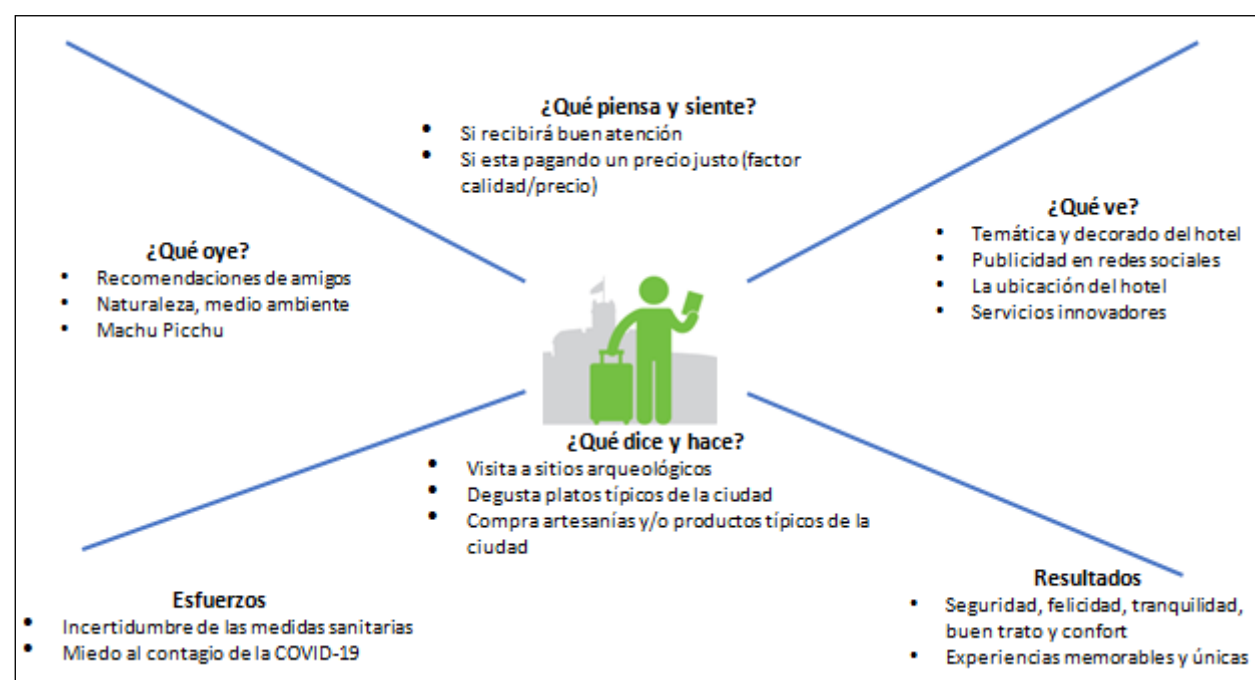 ¿Qué piensa y siente?
• Si recibirá buen atención
• Si esta pagando un precio justo (factor
calidad/precio)
¿Qué oye?
• Recomendaciones de amigos
• Naturaleza, medio ambiente
• Machu Picchu
¿Qué ve?
• Temática y decorado del hotel
• Publicidad en redes sociales
• La ubicación del hotel
• Servicios innovadores
¿Qué dice y hace?
• Visita a sitios arqueológicos
• Degusta platos típicos de la ciudad
• Compra artesanías y/o productos típicos de la
ciudad
Esfuerzos
• Incertidumbre de las medidas sanitarias
• Miedo al contagio de la COVID-19
Resultados
• Seguridad, felicidad, tranquilidad,
buen trato y confort
• Experiencias memorables y únicas